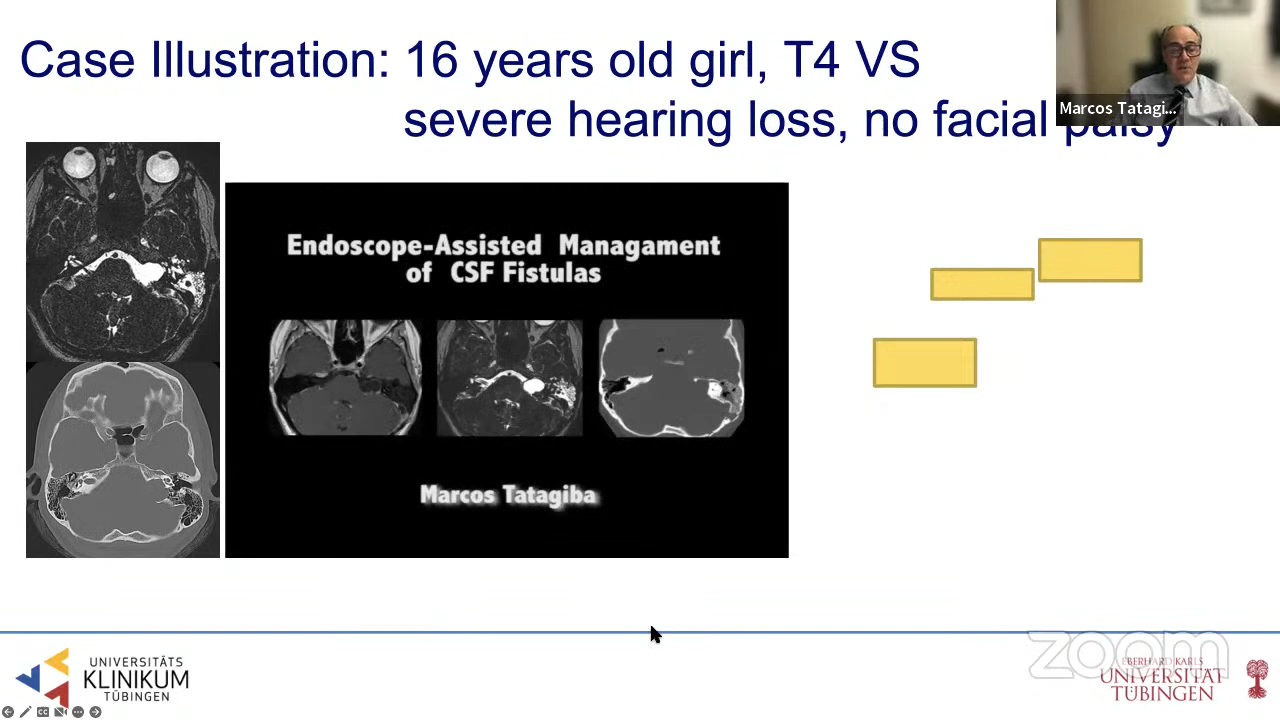 Case Illustration: 16 years old girl, T4 VS
severe hearing loss, no facial palsy
Marcos Tatagi...
Endoscope-Assisted Managament
of CSF Fistulas
Marcos Tatagiba
UNIVERSITÄTS
KLINIKUM
TÜBINGEN
zoom
EBERHARD KARLS
UNIVERSITÄT
TÜBINGEN